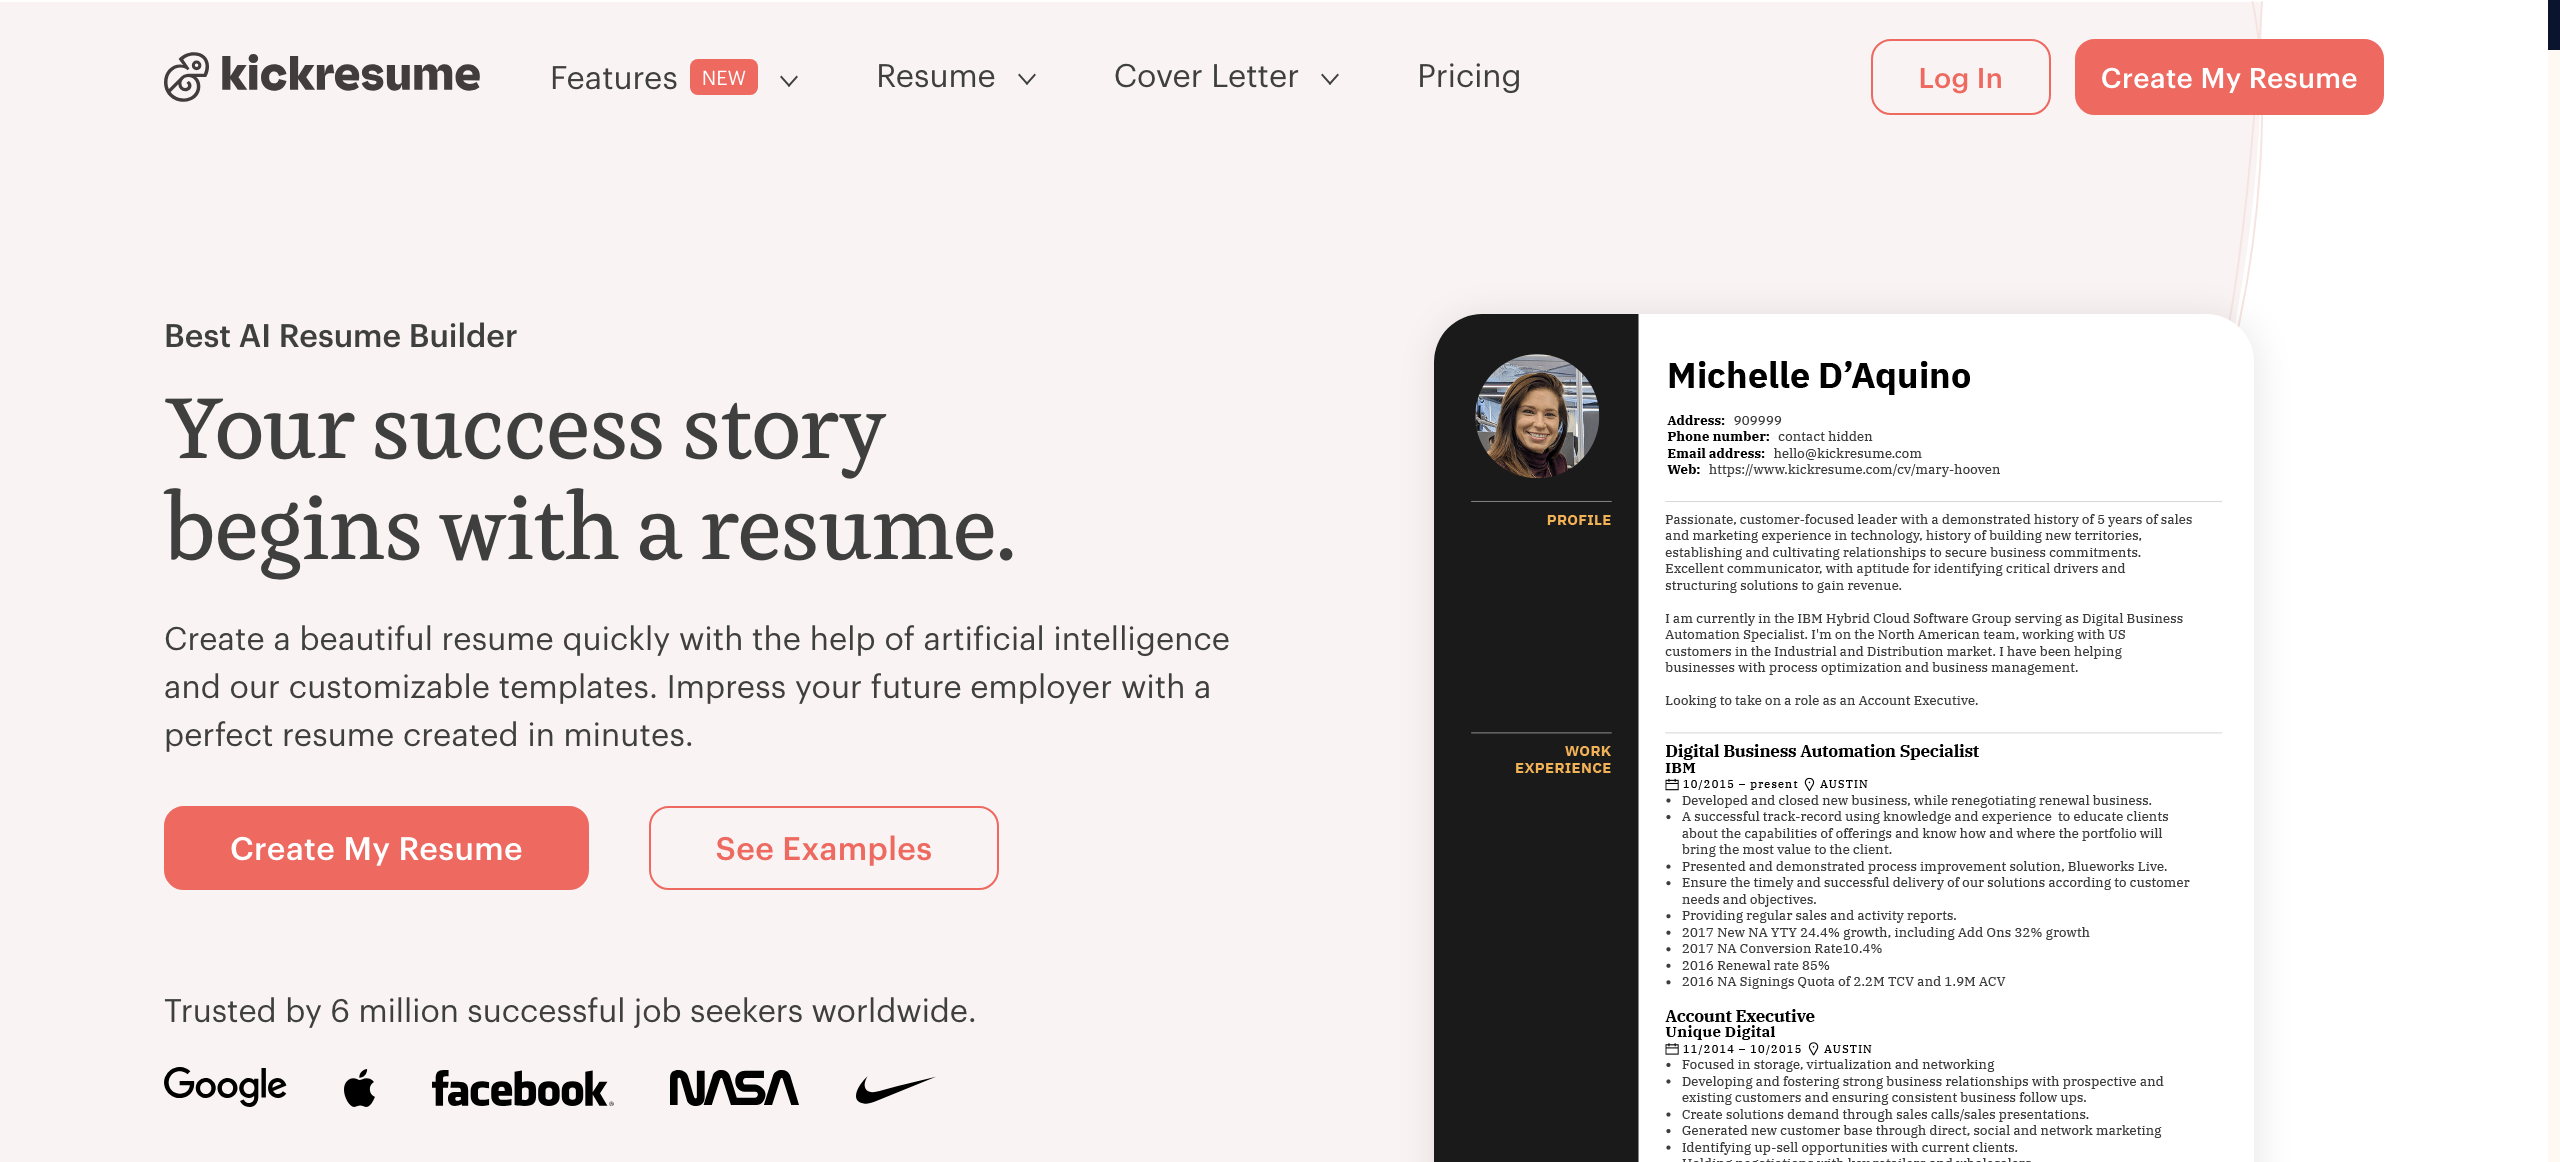 kickresume
Features NEW
Resume
Cover Letter
Pricing
Log In
Create My Resume
Best AI Resume Builder
Your success story
begins with a resume.
Create a beautiful resume quickly with the help of artificial intelligence
and our customizable templates. Impress your future employer with a
perfect resume created in minutes.
Create My Resume
See Examples
Trusted by 6 million successful job seekers worldwide.
Google
facebook
NASA
Michelle D’Aquino
Address: 909999
Phone number: contact hidden
Email address: hello@kickresume.com
Web: https://www.kickresume.com/cv/mary-hooven
PROFILE
Passionate, customer-focused leader with a demonstrated history of 5 years of sales
and marketing experience in technology, history of building new territories,
establishing and cultivating relationships to secure business commitments.
Excellent communicator, with aptitude for identifying critical drivers and
structuring solutions to gain revenue.
I am currently in the IBM Hybrid Cloud Software Group serving as Digital Business
Automation Specialist. I'm on the North American team, working with US
customers in the Industrial and Distribution market. I have been helping
businesses with process optimization and business management.
Looking to take on a role as an Account Executive.
WORK
EXPERIENCE
Digital Business Automation Specialist
IBM
10/2015 – present AUSTIN
• Developed and closed new business, while renegotiating renewal business.
• A successful track-record using knowledge and experience to educate clients
about the capabilities of offerings and know how and where the portfolio will
bring the most value to the client.
• Presented and demonstrated process improvement solution, Blueworks Live.
• Ensure the timely and successful delivery of our solutions according to customer
needs and objectives.
• Providing regular sales and activity reports.
• 2017 New NA YTY 24.4% growth, including Add Ons 32% growth
• 2017 NA Conversion Rate10.4%
• 2016 Renewal rate 85%
• 2016 NA Signings Quota of 2.2M TCV and 1.9M ACV
Account Executive
Unique Digital
11/2014 – 10/2015 AUSTIN
• Focused in storage, virtualization and networking
• Developing and fostering strong business relationships with prospective and
existing customers and ensuring consistent business follow ups.
• Create solutions demand through sales calls/sales presentations.
• Generated new customer base through direct, social and network marketing
• Identifying up-sell opportunities with current clients.